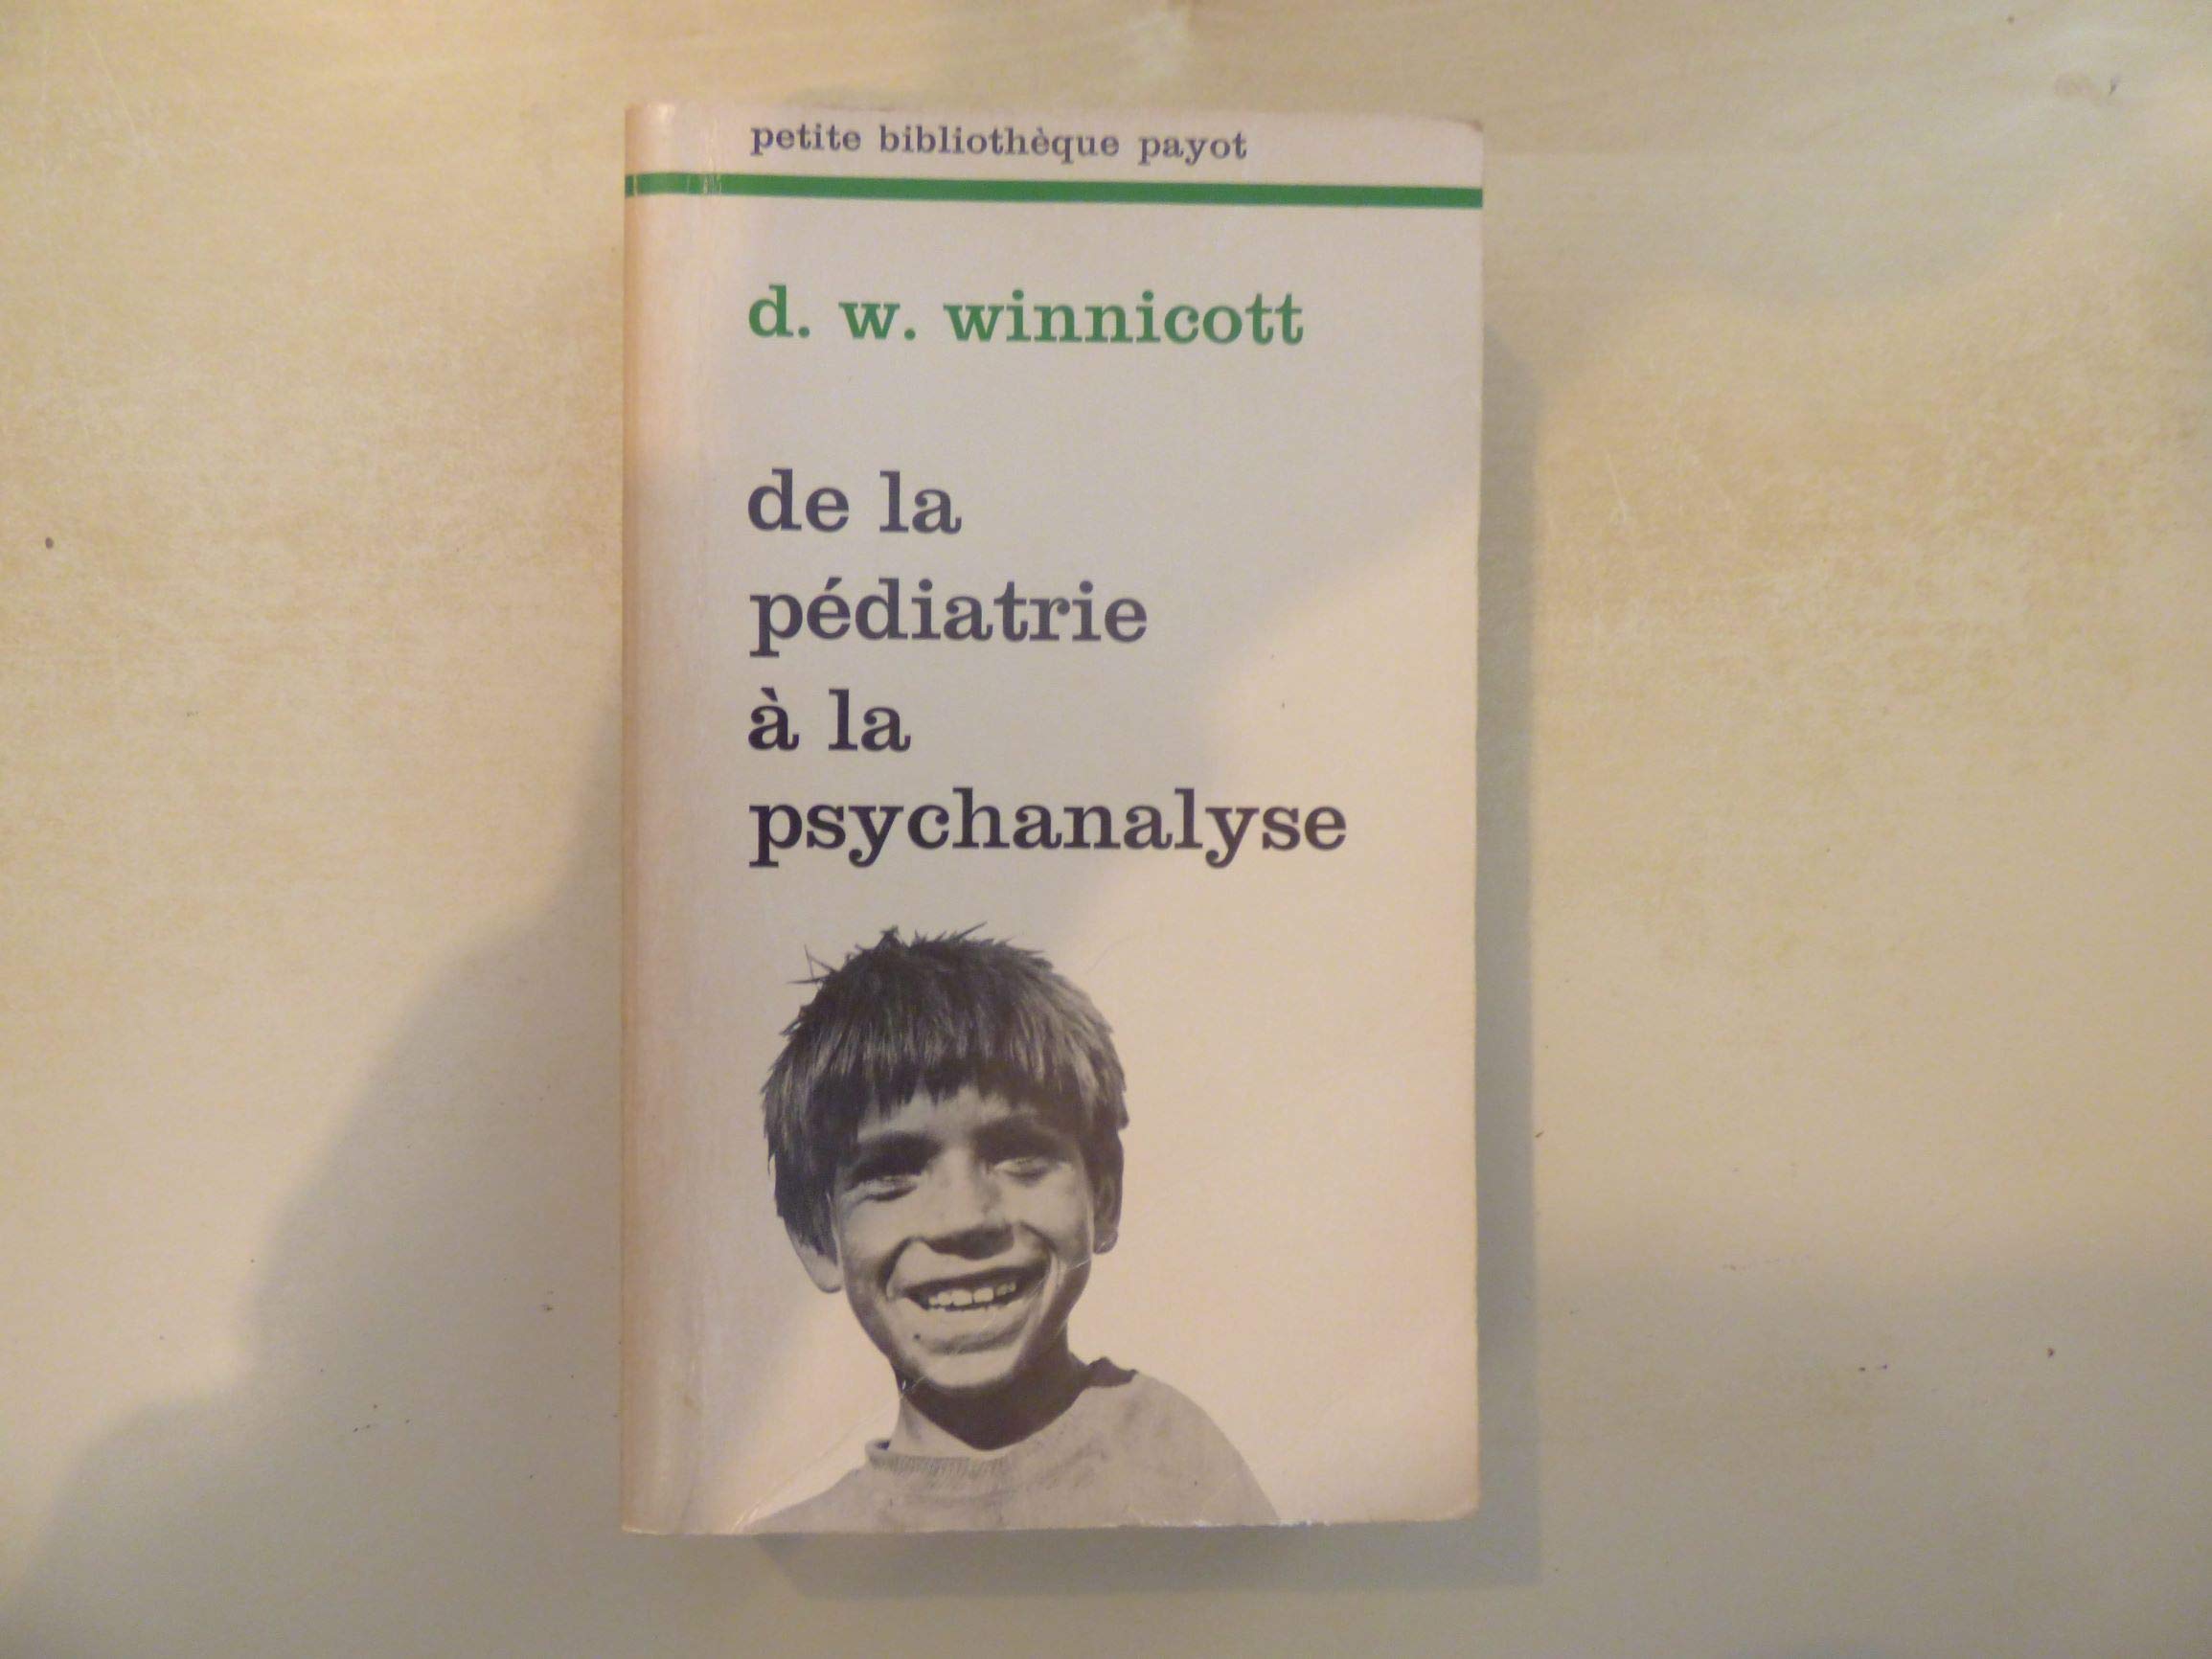 petite bibliothèque payot
d. w. winnicott
de la
pédiatrie
à la
psychanalyse